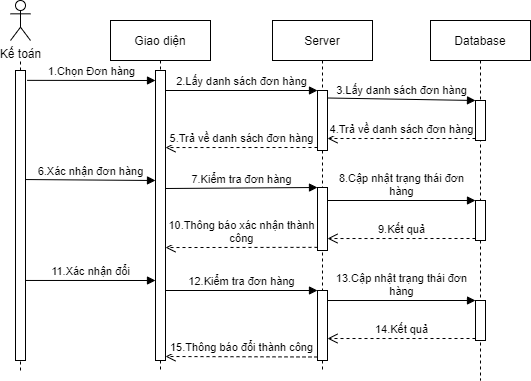 Kế toán
Giao diện
Server
Database
1.Chọn Đơn hàng
2.Lấy danh sách đơn hàng
3.Lấy danh sách đơn hàng
4.Trả về danh sách đơn hàng
5.Trả về danh sách đơn hàng
6.Xác nhận đơn hàng
7.Kiểm tra đơn hàng
8.Cập nhật trạng thái đơn
hàng
9.Kết quả
10.Thông báo xác nhận thành
công
11.Xác nhận đổi
12.Kiểm tra đơn hàng
13.Cập nhật trạng thái đơn
hàng
14.Kết quả
15.Thông báo đổi thành công